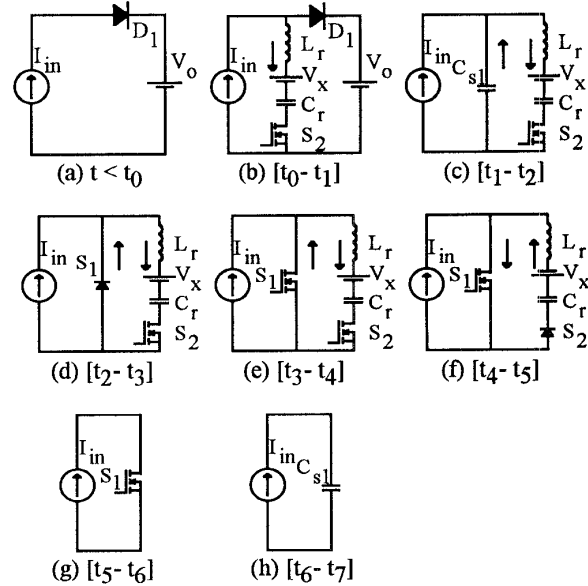 D1
Iin
Vo
(a) t < t0
D1
Iin
Lr
Vx
Cr
S2
Vo
(b) [t0- t1]
Iin
Cs1
Lr
Vx
Cr
S2
(c) [t1- t2]
Iin
S1
Lr
Vx
Cr
S2
(d) [t2- t3]
Iin
S1
Lr
Vx
Cr
S2
(e) [t3- t4]
Iin
S1
Lr
Vx
Cr
S2
(f) [t4- t5]
Iin
S1
(g) [t5- t6]
Iin
Cs1
(h) [t6- t7]